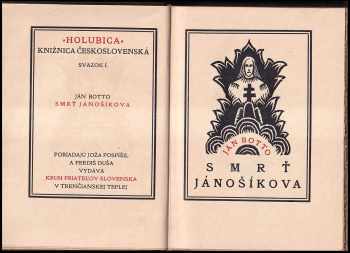 •HOLUBICA•
KNIŽNICA ČESKOSLOVENSKÁ
SVAZOK I.
JÁN BOTTO
SMRŤ JÁNOŠÍKOVA
PORIADAJÚ JOŽA POSPÍŠIL
A FERDIŠ DUŠA
VYDÁVA
KRUH PRIATEĽOV SLOVENSKA
V TRENČIANSKEJ TEPLEJ
JÁN BOTTO
SMRŤ
JÁNOŠÍKOVA